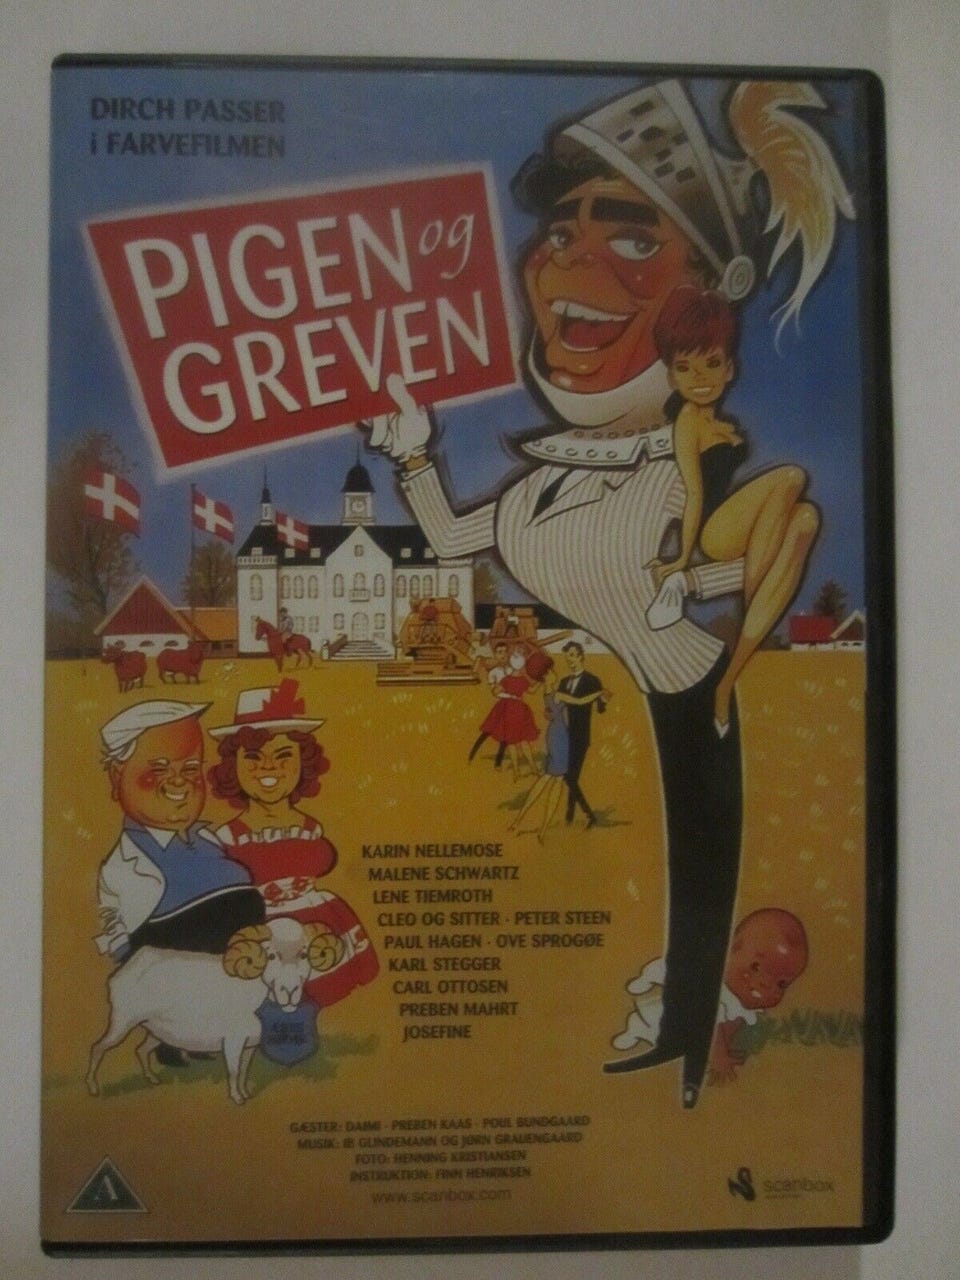 DIRCH PASSER
i FARVEFILMEN
PIGEN og
GREVEN
KARIN NELLEMOSE
MALENE SCHWARTZ
LENE TIEMROTH
CLEO OG SITTER · PETER STEEN
PAUL HAGEN · OVE SPROGØE
KARL STEGGER
CARL OTTOSEN
PREBEN MAHRT
JOSEFINE
GÆSTER: DAIMI · PREBEN KAAS · POUL BUNDGAARD
MUSIK: IB GLINDEMANN OG JØRN GRAUENGAARD
FOTO: HENNING KRISTIANSEN
INSTRUKTION: FINN HENRIKSEN
www.scanbox.com
A
scanbox